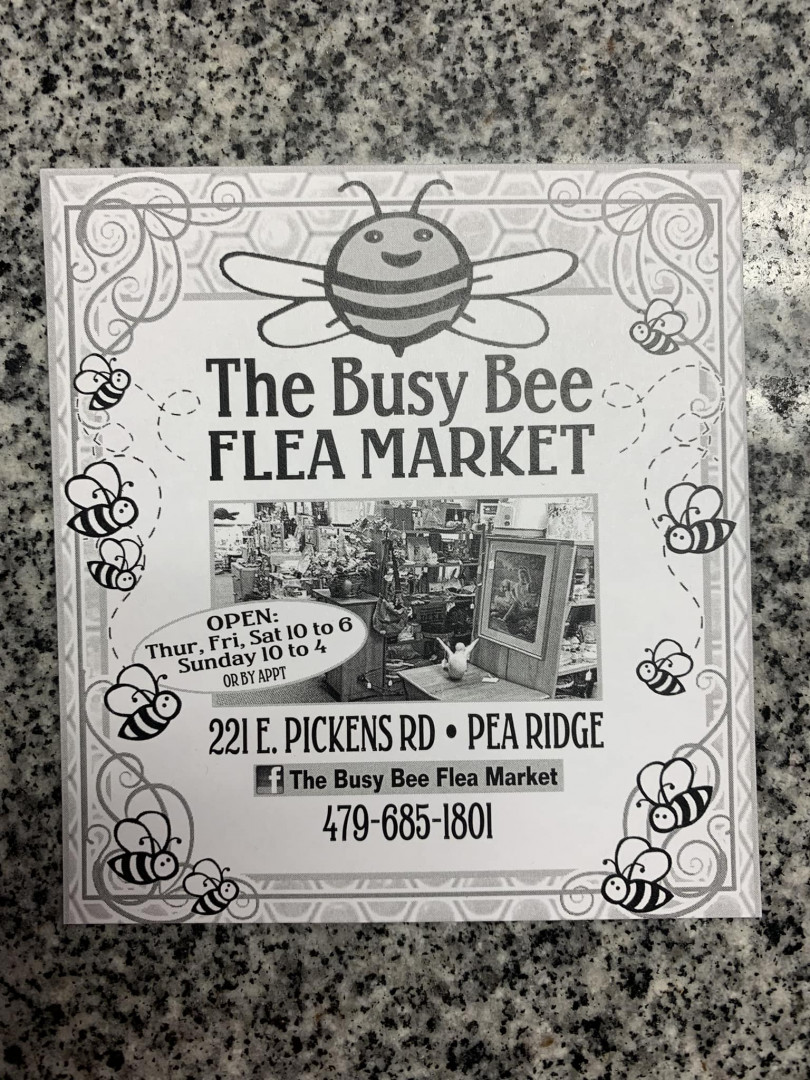 The Busy Bee
FLEA MARKET
OPEN:
Thur, Fri, Sat 10 to 6
Sunday 10 to 4
OR BY APPT
221 E. PICKENS RD • PEA RIDGE
f The Busy Bee Flea Market
479-685-1801